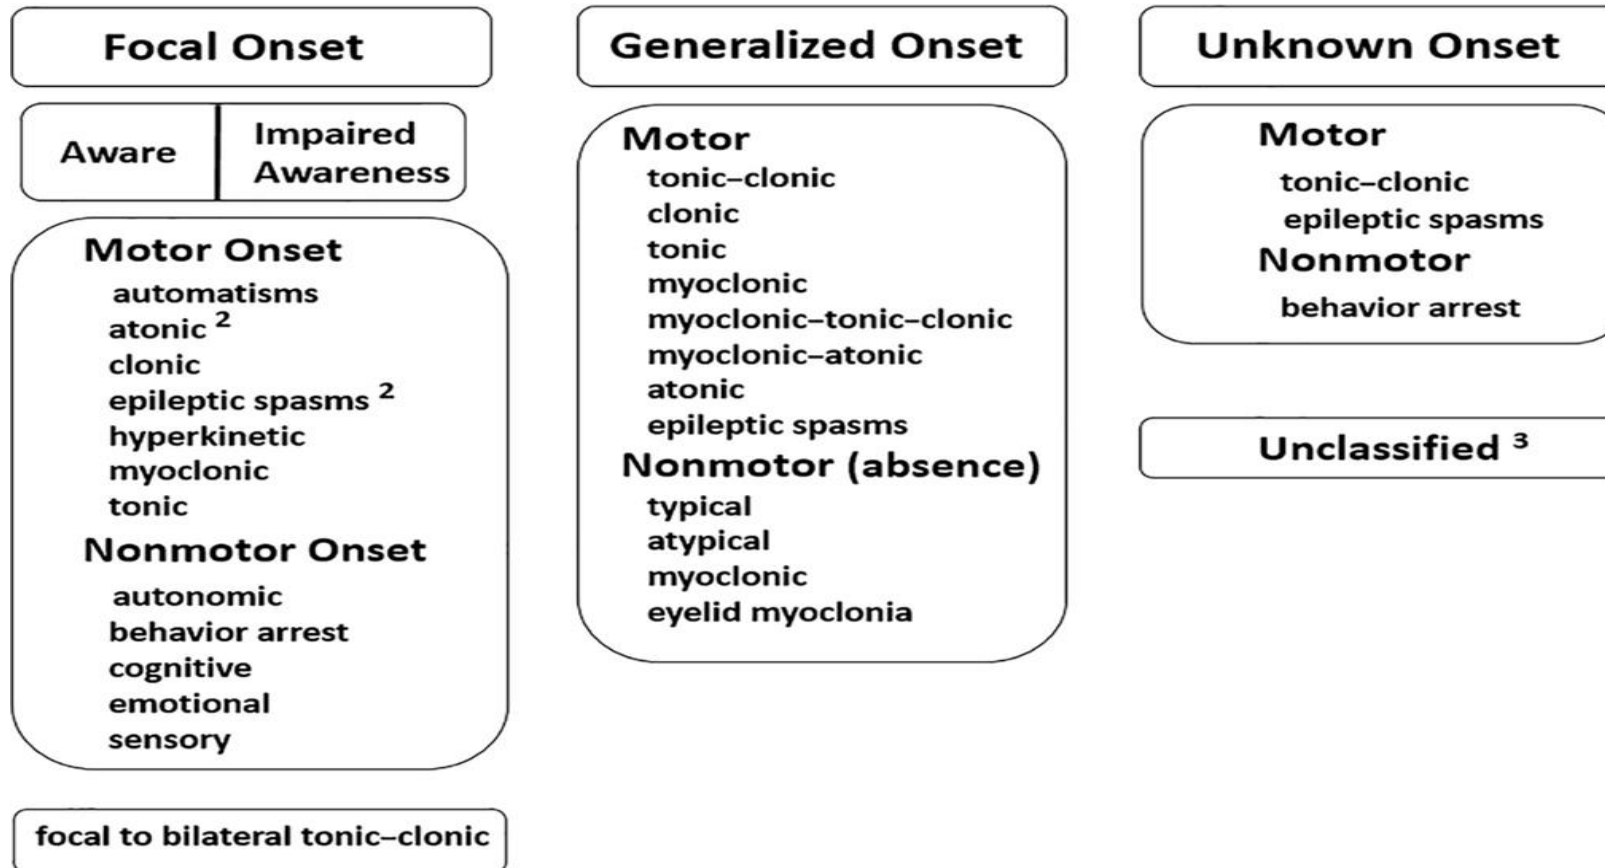 Focal Onset
Aware
Impaired
Awareness
Motor Onset
automatisms
atonic ²
clonic
epileptic spasms ²
hyperkinetic
myoclonic
tonic
Nonmotor Onset
autonomic
behavior arrest
cognitive
emotional
sensory
focal to bilateral tonic–clonic
Generalized Onset
Motor
tonic–clonic
clonic
tonic
myoclonic
myoclonic–tonic–clonic
myoclonic–atonic
atonic
epileptic spasms
Nonmotor (absence)
typical
atypical
myoclonic
eyelid myoclonia
Unknown Onset
Motor
tonic–clonic
epileptic spasms
Nonmotor
behavior arrest
Unclassified ³